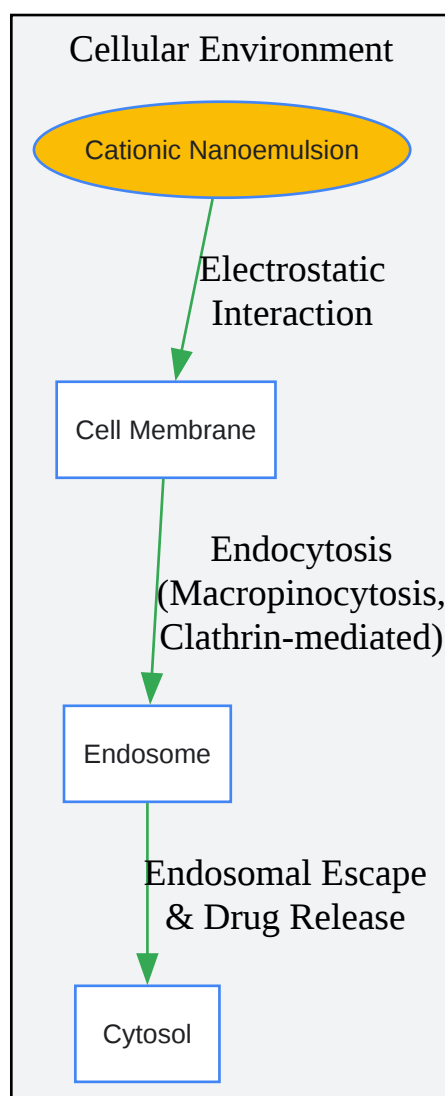 Cellular Environment
Cationic Nanoemulsion
Electrostatic
Interaction
Cell Membrane
Endocytosis
(Macropinocytosis,
Clathrin-mediated)
Endosome
Endosomal Escape
& Drug Release
Cytosol